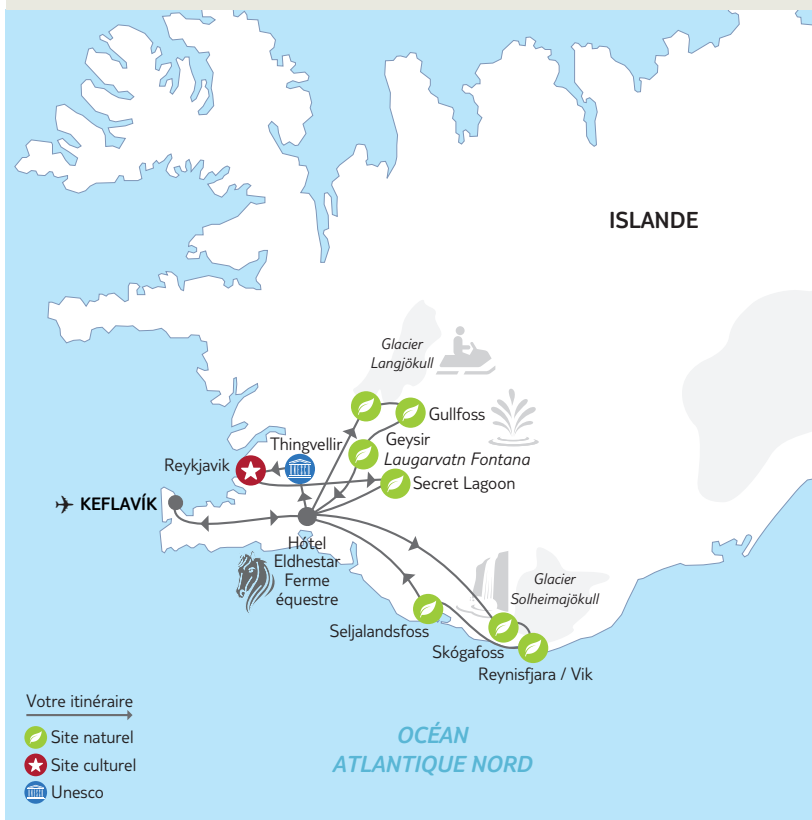 ISLANDE
Glacier
Langjökull
Gullfoss
Geysir
Laugarvatn Fontana
Thingvellir
Reykjavik
Secret Lagoon
KEFLAVÍK
Hótel
Eldhestar
Ferme
équestre
Glacier
Solheimajökull
Seljalandsfoss
Skógafoss
Reynisfjara / Vik
Votre itinéraire
Site naturel
Site culturel
Unesco
OCÉAN
ATLANTIQUE NORD